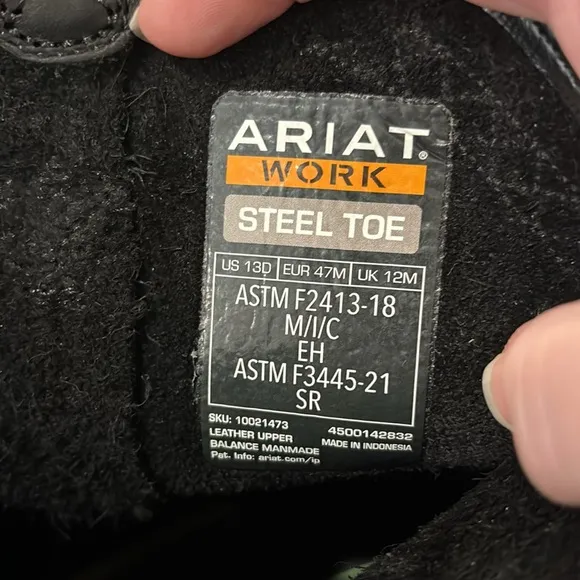 ARIAT®
WORK
STEEL TOE
US 13D | EUR 47M | UK 12M
ASTM F2413-18
M/I/C
EH
ASTM F3445-21
SR
SKU: 10021473
LEATHER UPPER
BALANCE MANMADE
Pat. Info: ariat.com/ip
4500142832
MADE IN INDONESIA